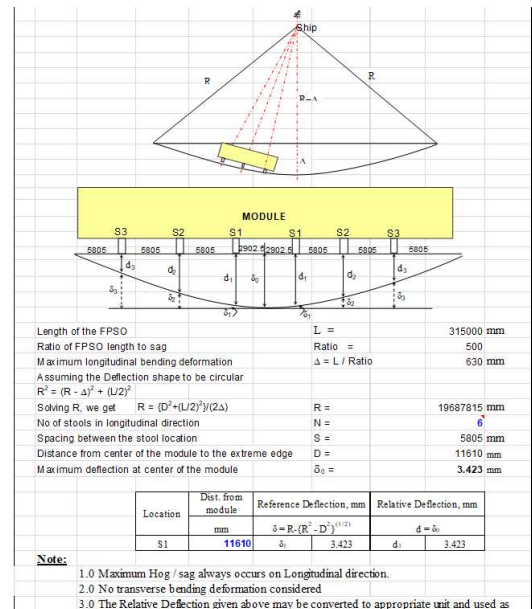 Ship
R
R
R−Δ
Δ
MODULE
S3 S2 S1 S1 S2 S3
5805 5805 5805 2902.5 2902.5 5805 5805 5805
d3 d2 d1 δ0 d1 d2 d3
δ3 δ2 δ2 δ3
δ1 δ1
Length of the FPSO L = 315000 mm
Ratio of FPSO length to sag Ratio = 500
Maximum longitudinal bending deformation Δ = L / Ratio 630 mm
Assuming the Deflection shape to be circular
R² = (R - Δ)² + (L/2)²
Solving R, we get R = {D²+(L/2)²}/(2Δ) R = 19687815 mm
No of stools in longitudinal direction N = 6
Spacing between the stool location S = 5805 mm
Distance from center of the module to the extreme edge D = 11610 mm
Maximum deflection at center of the module δ0 = 3.423 mm
Location Dist. from module Reference Deflection, mm Relative Deflection, mm
mm δ = R-{R² - D²}^(1/2) d = δ0
S1 11610 δ1 3.423 d1 3.423
Note:
1.0 Maximum Hog / sag always occurs on Longitudinal direction.
2.0 No transverse bending deformation considered
3.0 The Relative Deflection given above may be converted to appropriate unit and used as